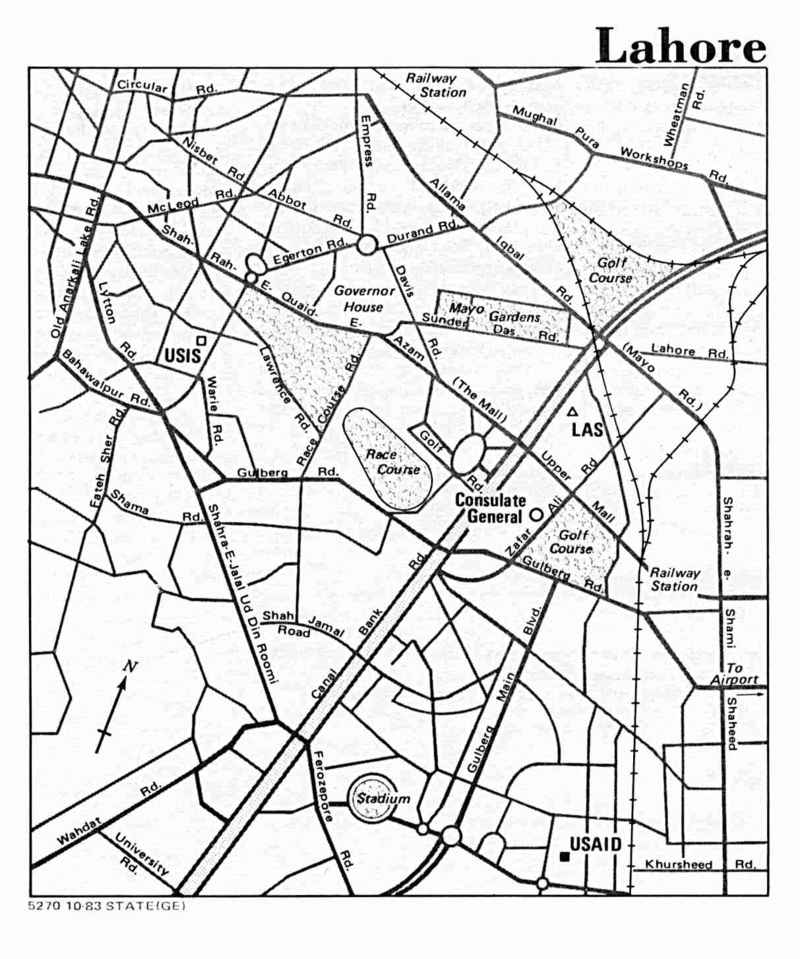 Lahore
Railway
Station
Circular Rd.
Mughal Pura Workshops Rd.
Wheatman Rd.
Empress Rd.
Nisbet Rd.
Allama Iqbal Rd.
McLeod Rd.
Abbot Rd.
Durand Rd.
Egerton Rd.
Shah- Rah- E- Quaid- E- Azam (The Mall)
Old Anarkali Lake Rd.
Lytton Rd.
Davis Rd.
Governor
House
Golf
Course
Mayo Gardens
Sunder Das Rd.
(Mayo Rd.)
Lahore Rd.
USIS
Bahawalpur Rd.
Lawrence Rd.
Race Course Rd.
Warie Rd.
LAS
Fateh Sher Rd.
Golf Rd.
Race
Course
Upper Mall
Gulberg Rd.
Consulate
General
Zafar Ali Rd
Shama Rd.
Golf
Course
Shahrah- e- Shami Shaheed
Shahra-E-Jalal Ud Din Roomi
Gulberg Rd.
Railway
Station
Shah Jamal
Road
Canal Bank Rd.
Gulberg Main Blvd.
N
To
Airport
Ferozepore Rd.
Stadium
Wahdat Rd.
University
Rd.
USAID
Khursheed Rd.
5270 10-83 STATE(GE)